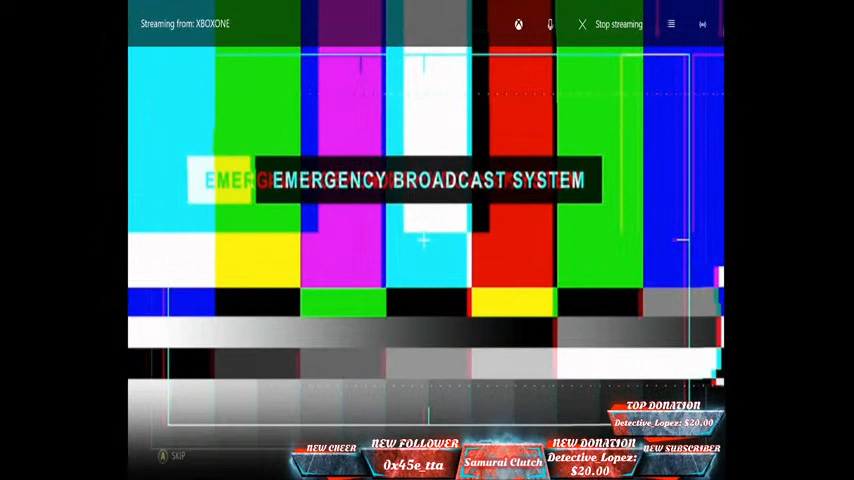 Streaming from: XBOXONE
Stop streaming
EMERG EMERGENCY BROADCAST SYSTEM
TOP DONATION
Detective_Lopez: $20.00
NEW CHEER
NEW FOLLOWER
0x45e_tta
Samurai Clutch
NEW DONATION
Detective_Lopez:
$20.00
NEW SUBSCRIBER
A SKIP